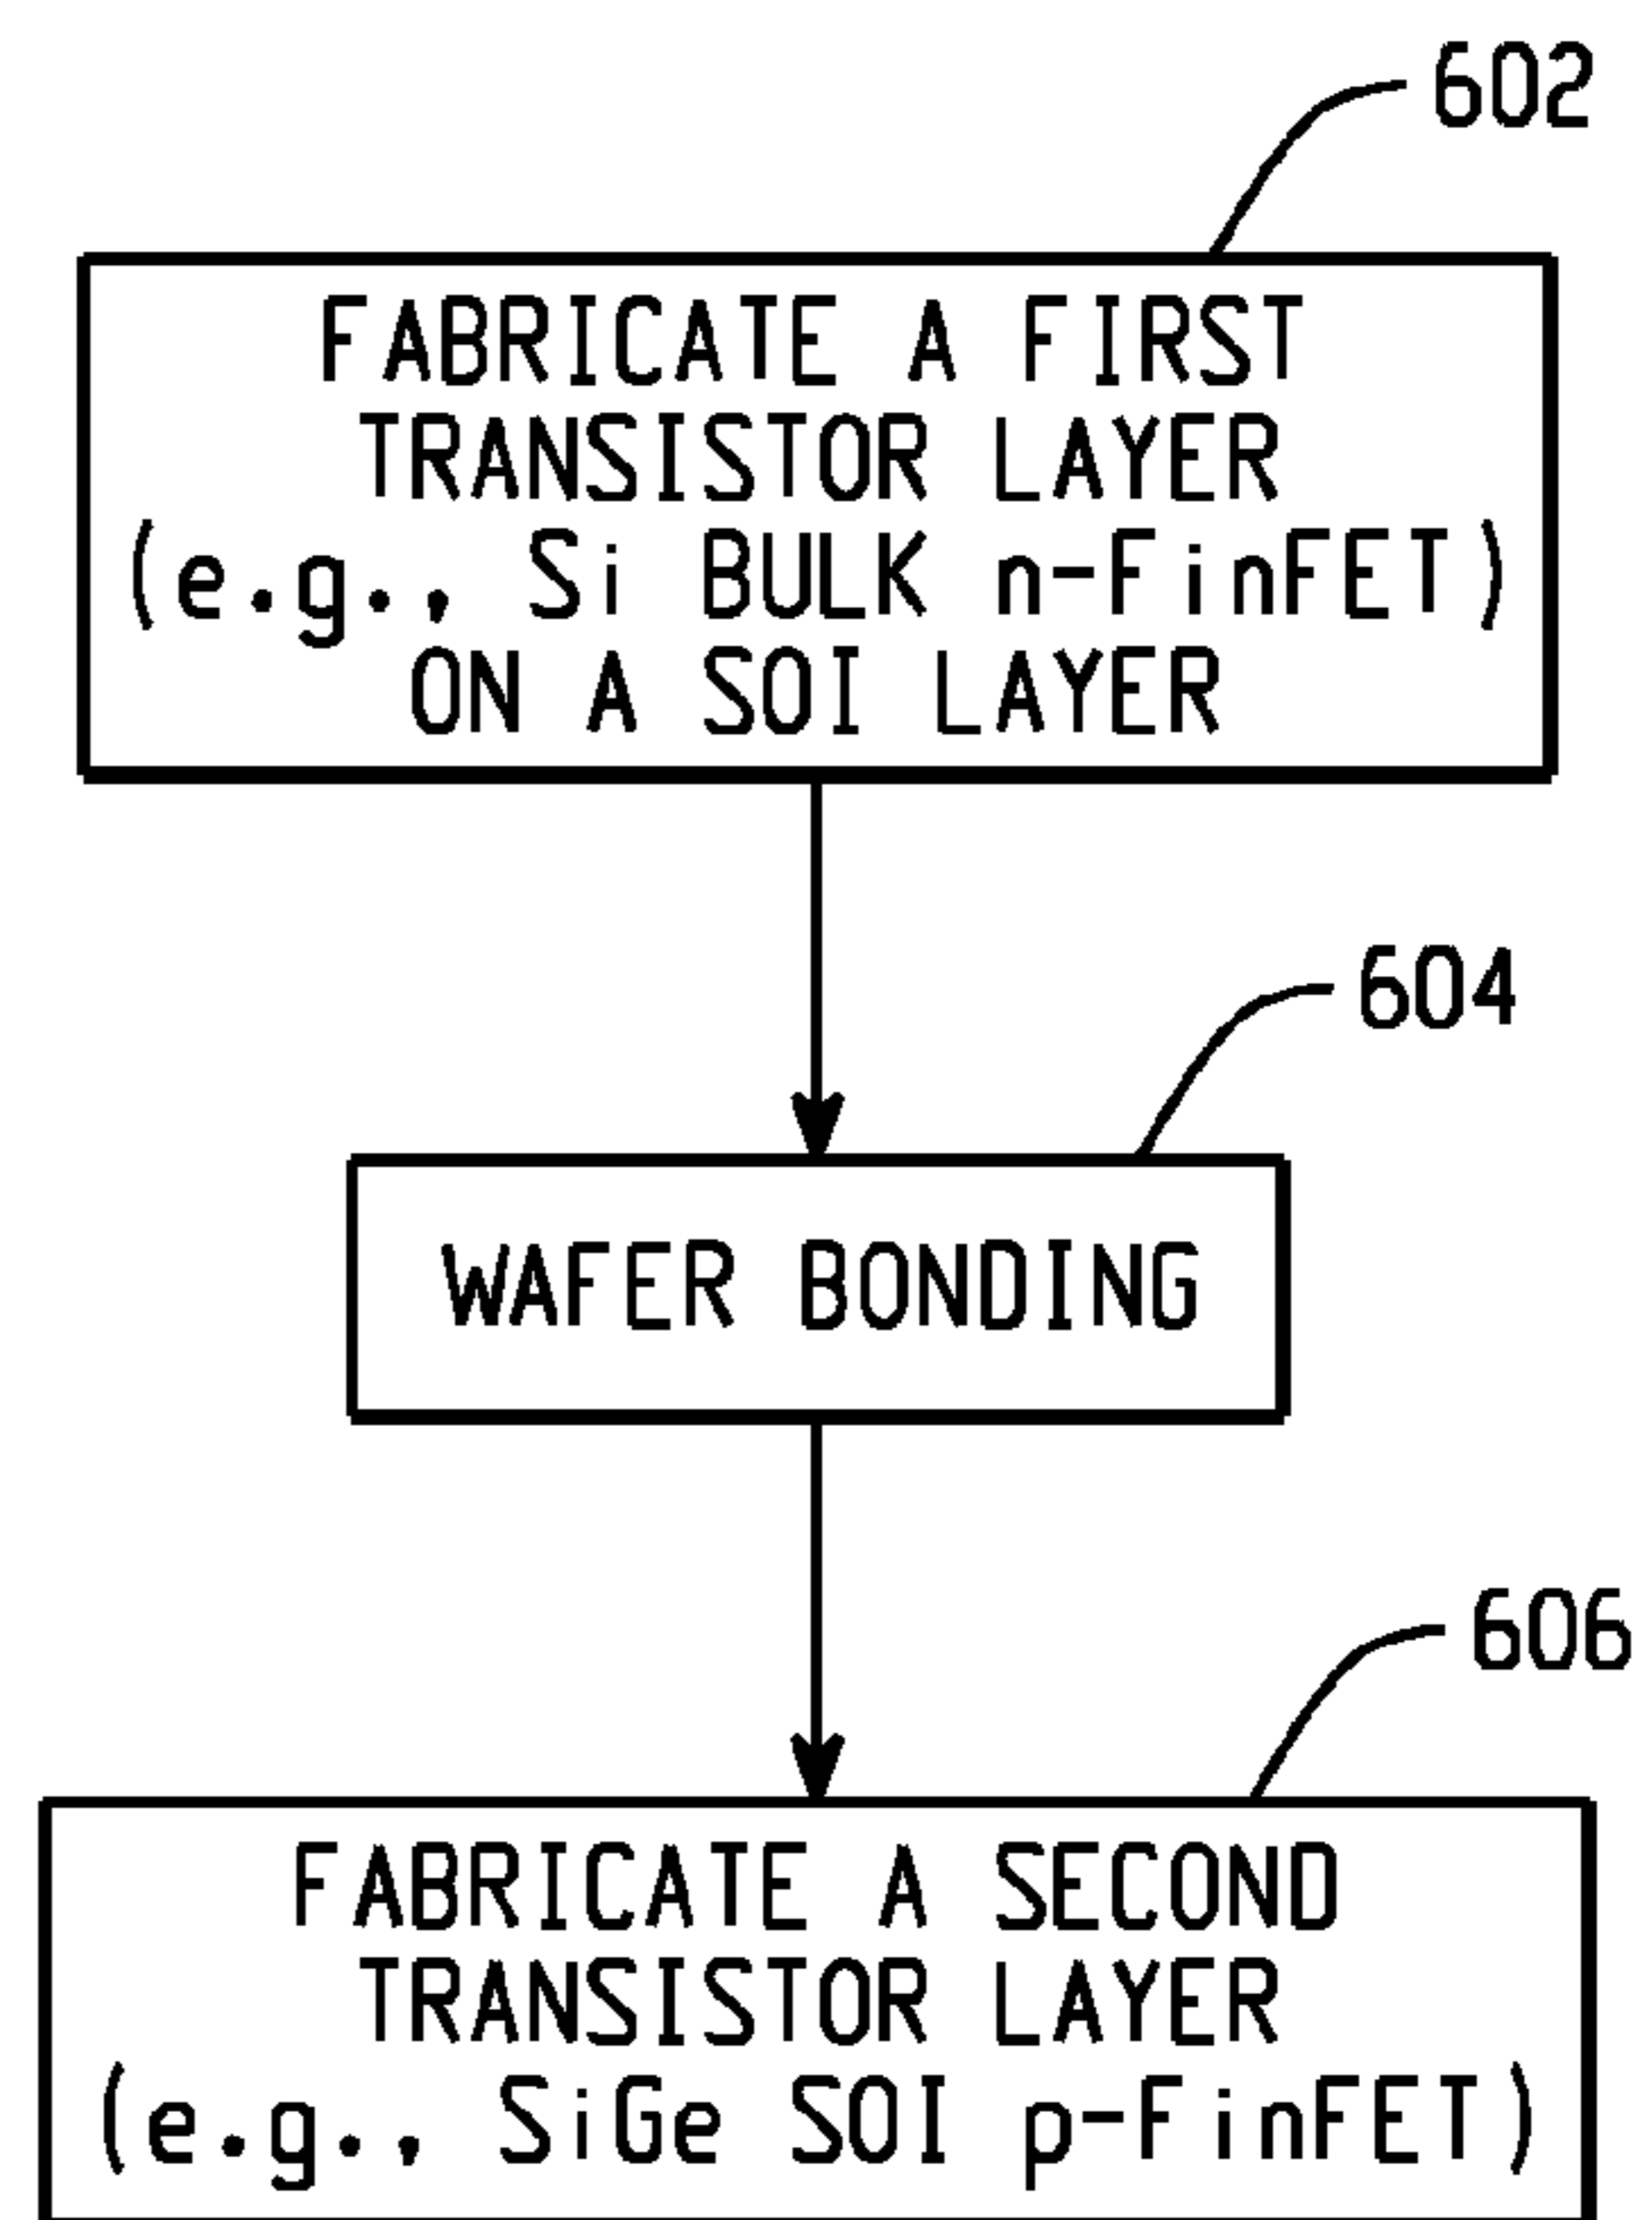 602
FABRICATE A FIRST
TRANSISTOR LAYER
(e.g., Si BULK n-FinFET)
ON A SOI LAYER
604
WAFER BONDING
606
FABRICATE A SECOND
TRANSISTOR LAYER
(e.g., SiGe SOI p-FinFET)